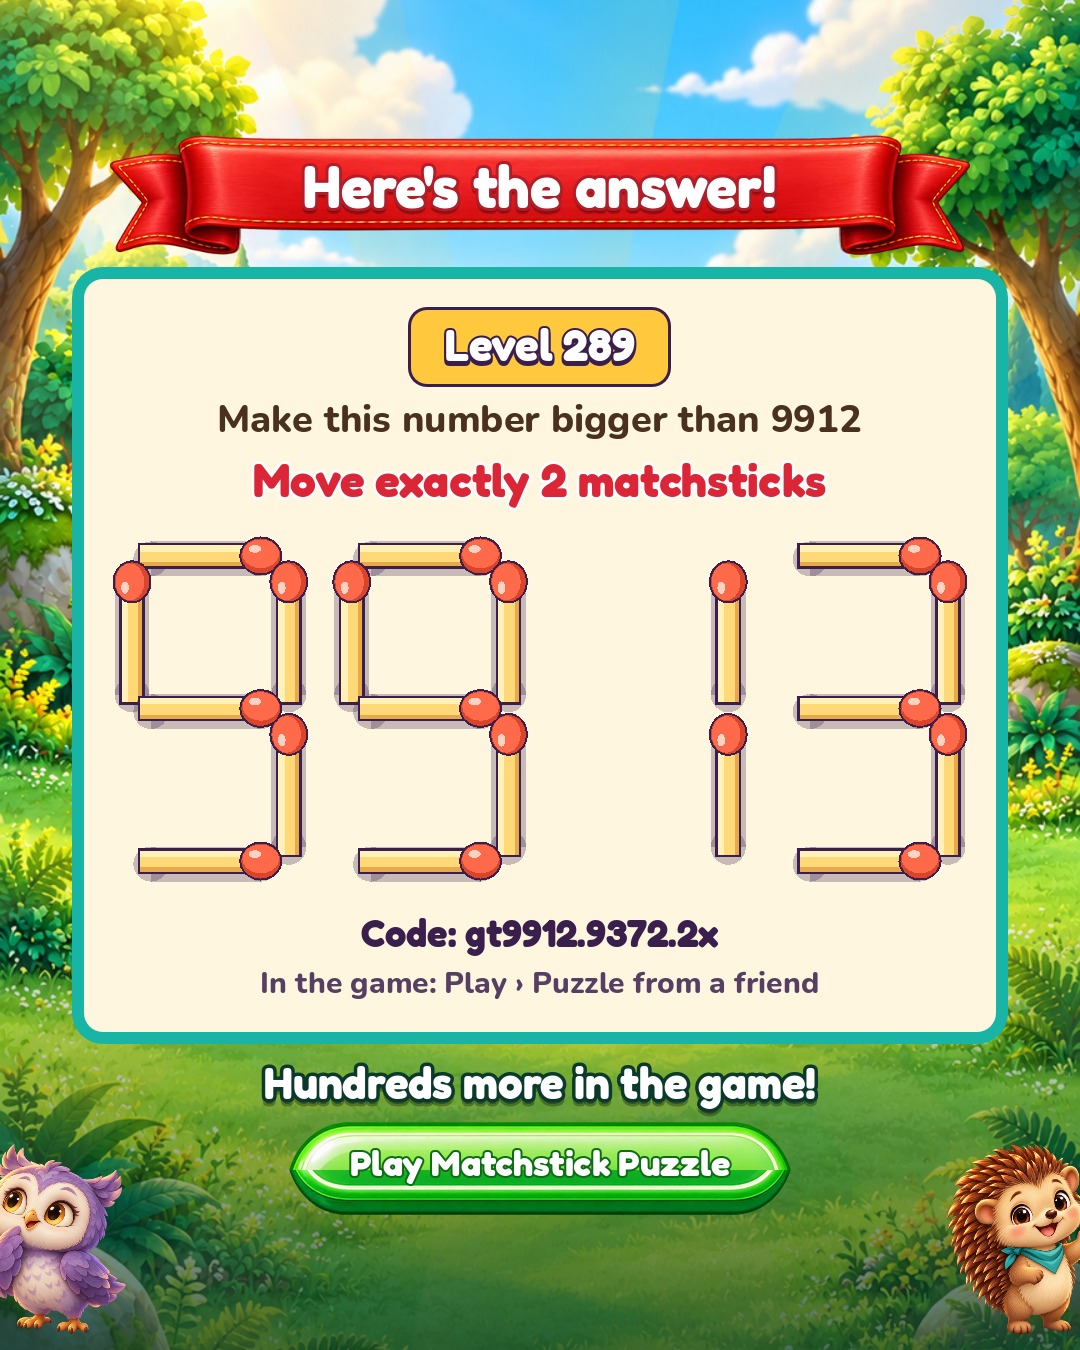 Here's the answer!
Level 289
Make this number bigger than 9912
Move exactly 2 matchsticks
9913
Code: gt9912.9372.2x
In the game: Play › Puzzle from a friend
Hundreds more in the game!
Play Matchstick Puzzle